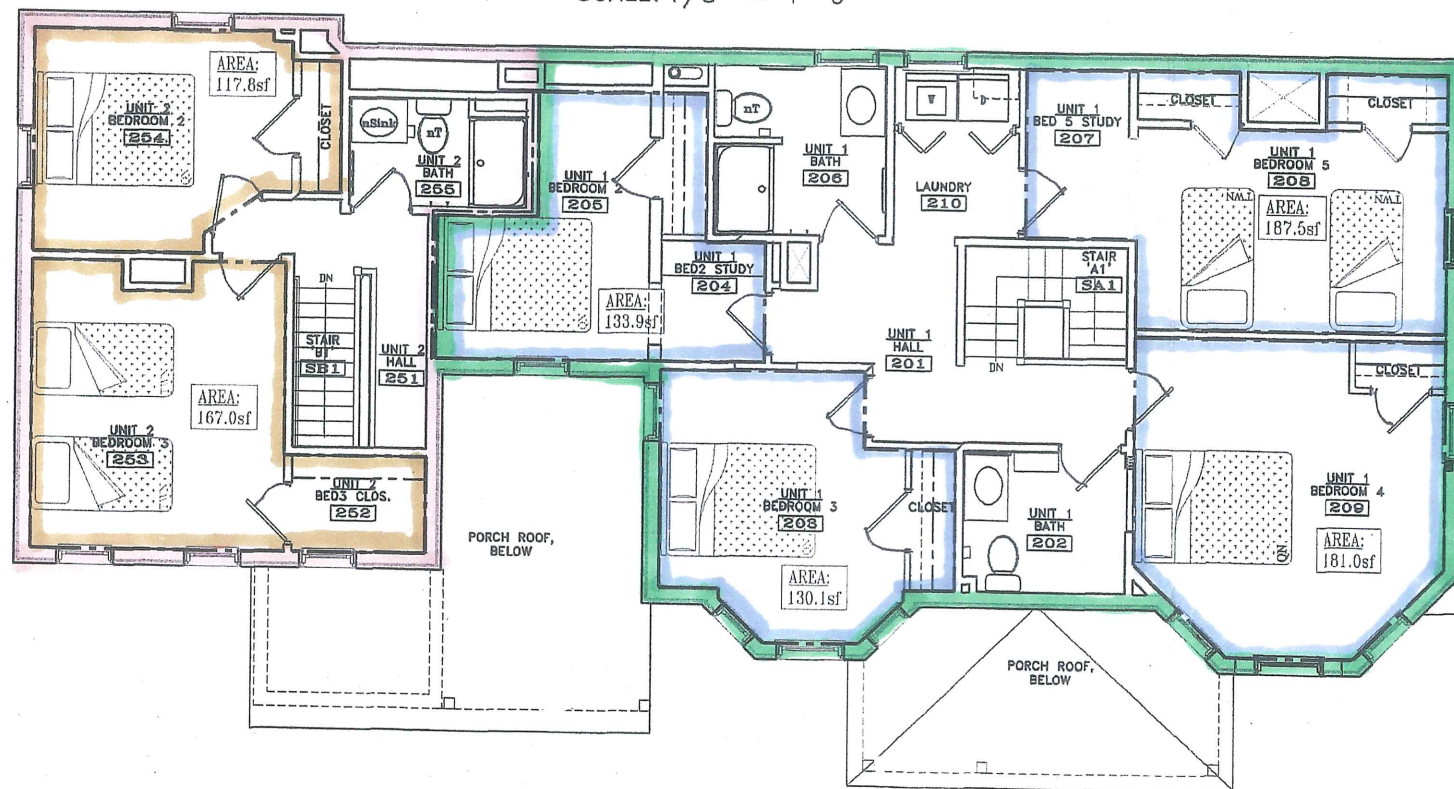 AREA:
117.8sf
UNIT 2
BEDROOM 2
254
CLOSET
nSink
nT
UNIT 2
BATH
255
UNIT 1
BEDROOM 2
205
nT
UNIT 1
BATH
206
W
D
LAUNDRY
210
UNIT 1
BED 5 STUDY
207
CLOSET
CLOSET
UNIT 1
BEDROOM 5
208
AREA:
187.5sf
TWN
TWN
UNIT 1
BED2 STUDY
204
AREA:
133.9sf
STAIR
'A1'
SA1
DN
UNIT 1
HALL
201
DN
STAIR
'B1'
SB1
UNIT 2
HALL
251
AREA:
167.0sf
UNIT 2
BEDROOM 3
253
UNIT 2
BED3 CLOS.
252
PORCH ROOF,
BELOW
UNIT 1
BEDROOM 3
203
CLOSET
AREA:
130.1sf
UNIT 1
BATH
202
CLOSET
UNIT 1
BEDROOM 4
209
QN
AREA:
181.0sf
PORCH ROOF,
BELOW